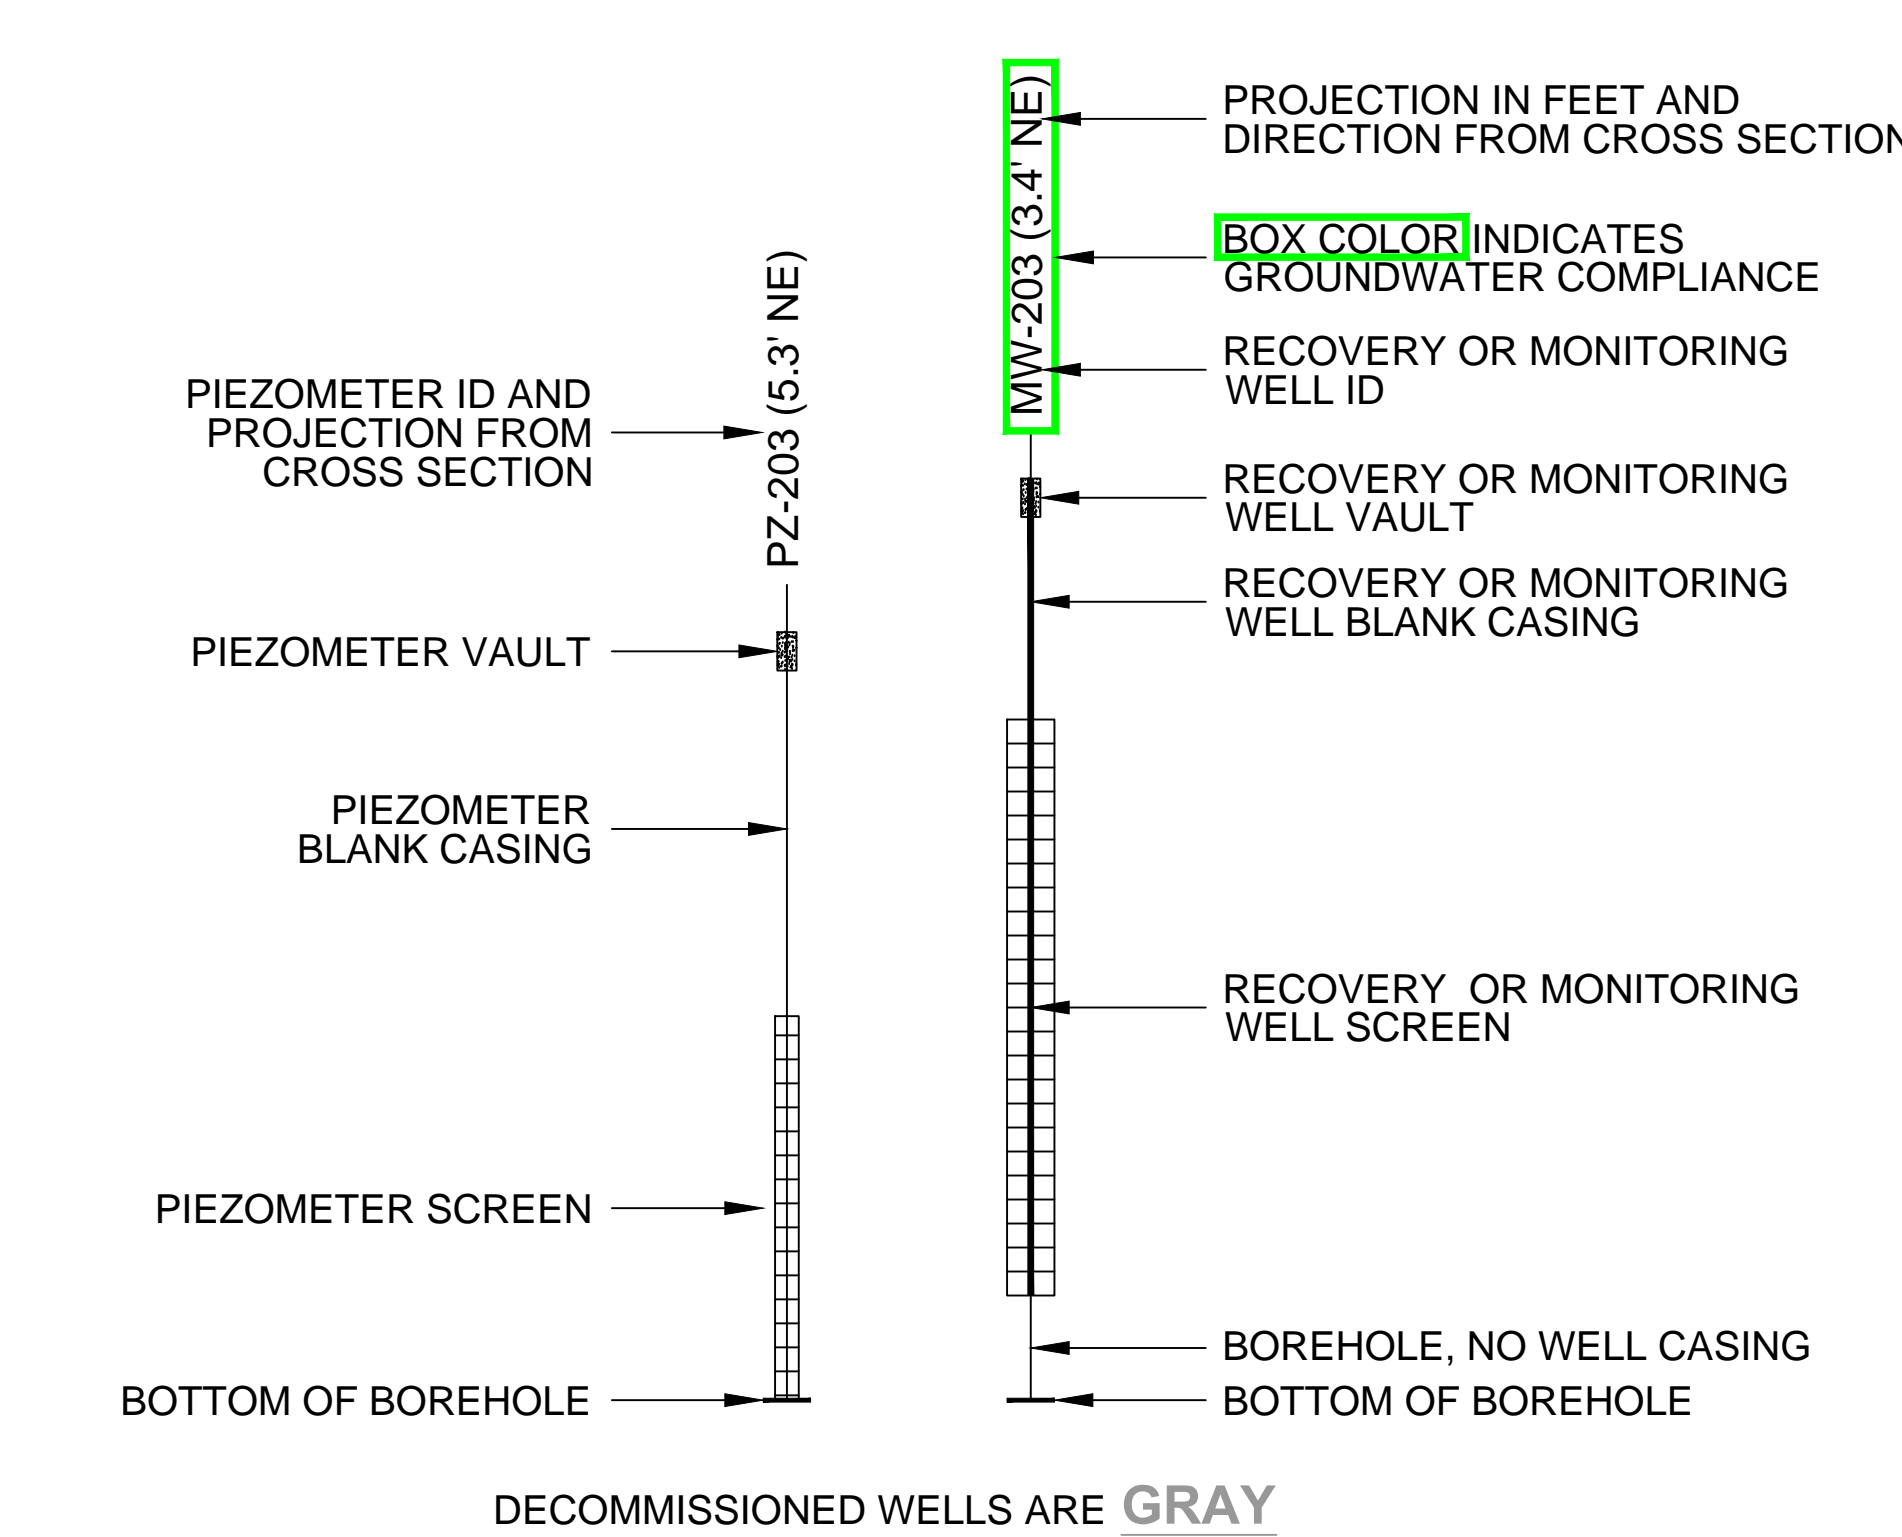 PIEZOMETER ID AND
PROJECTION FROM
CROSS SECTION
PIEZOMETER VAULT
PIEZOMETER
BLANK CASING
PIEZOMETER SCREEN
BOTTOM OF BOREHOLE
PZ-203 (5.3' NE)
MW-203 (3.4' NE)
PROJECTION IN FEET AND
DIRECTION FROM CROSS SECTION
BOX COLOR INDICATES
GROUNDWATER COMPLIANCE
RECOVERY OR MONITORING
WELL ID
RECOVERY OR MONITORING
WELL VAULT
RECOVERY OR MONITORING
WELL BLANK CASING
RECOVERY OR MONITORING
WELL SCREEN
BOREHOLE, NO WELL CASING
BOTTOM OF BOREHOLE
DECOMMISSIONED WELLS ARE GRAY